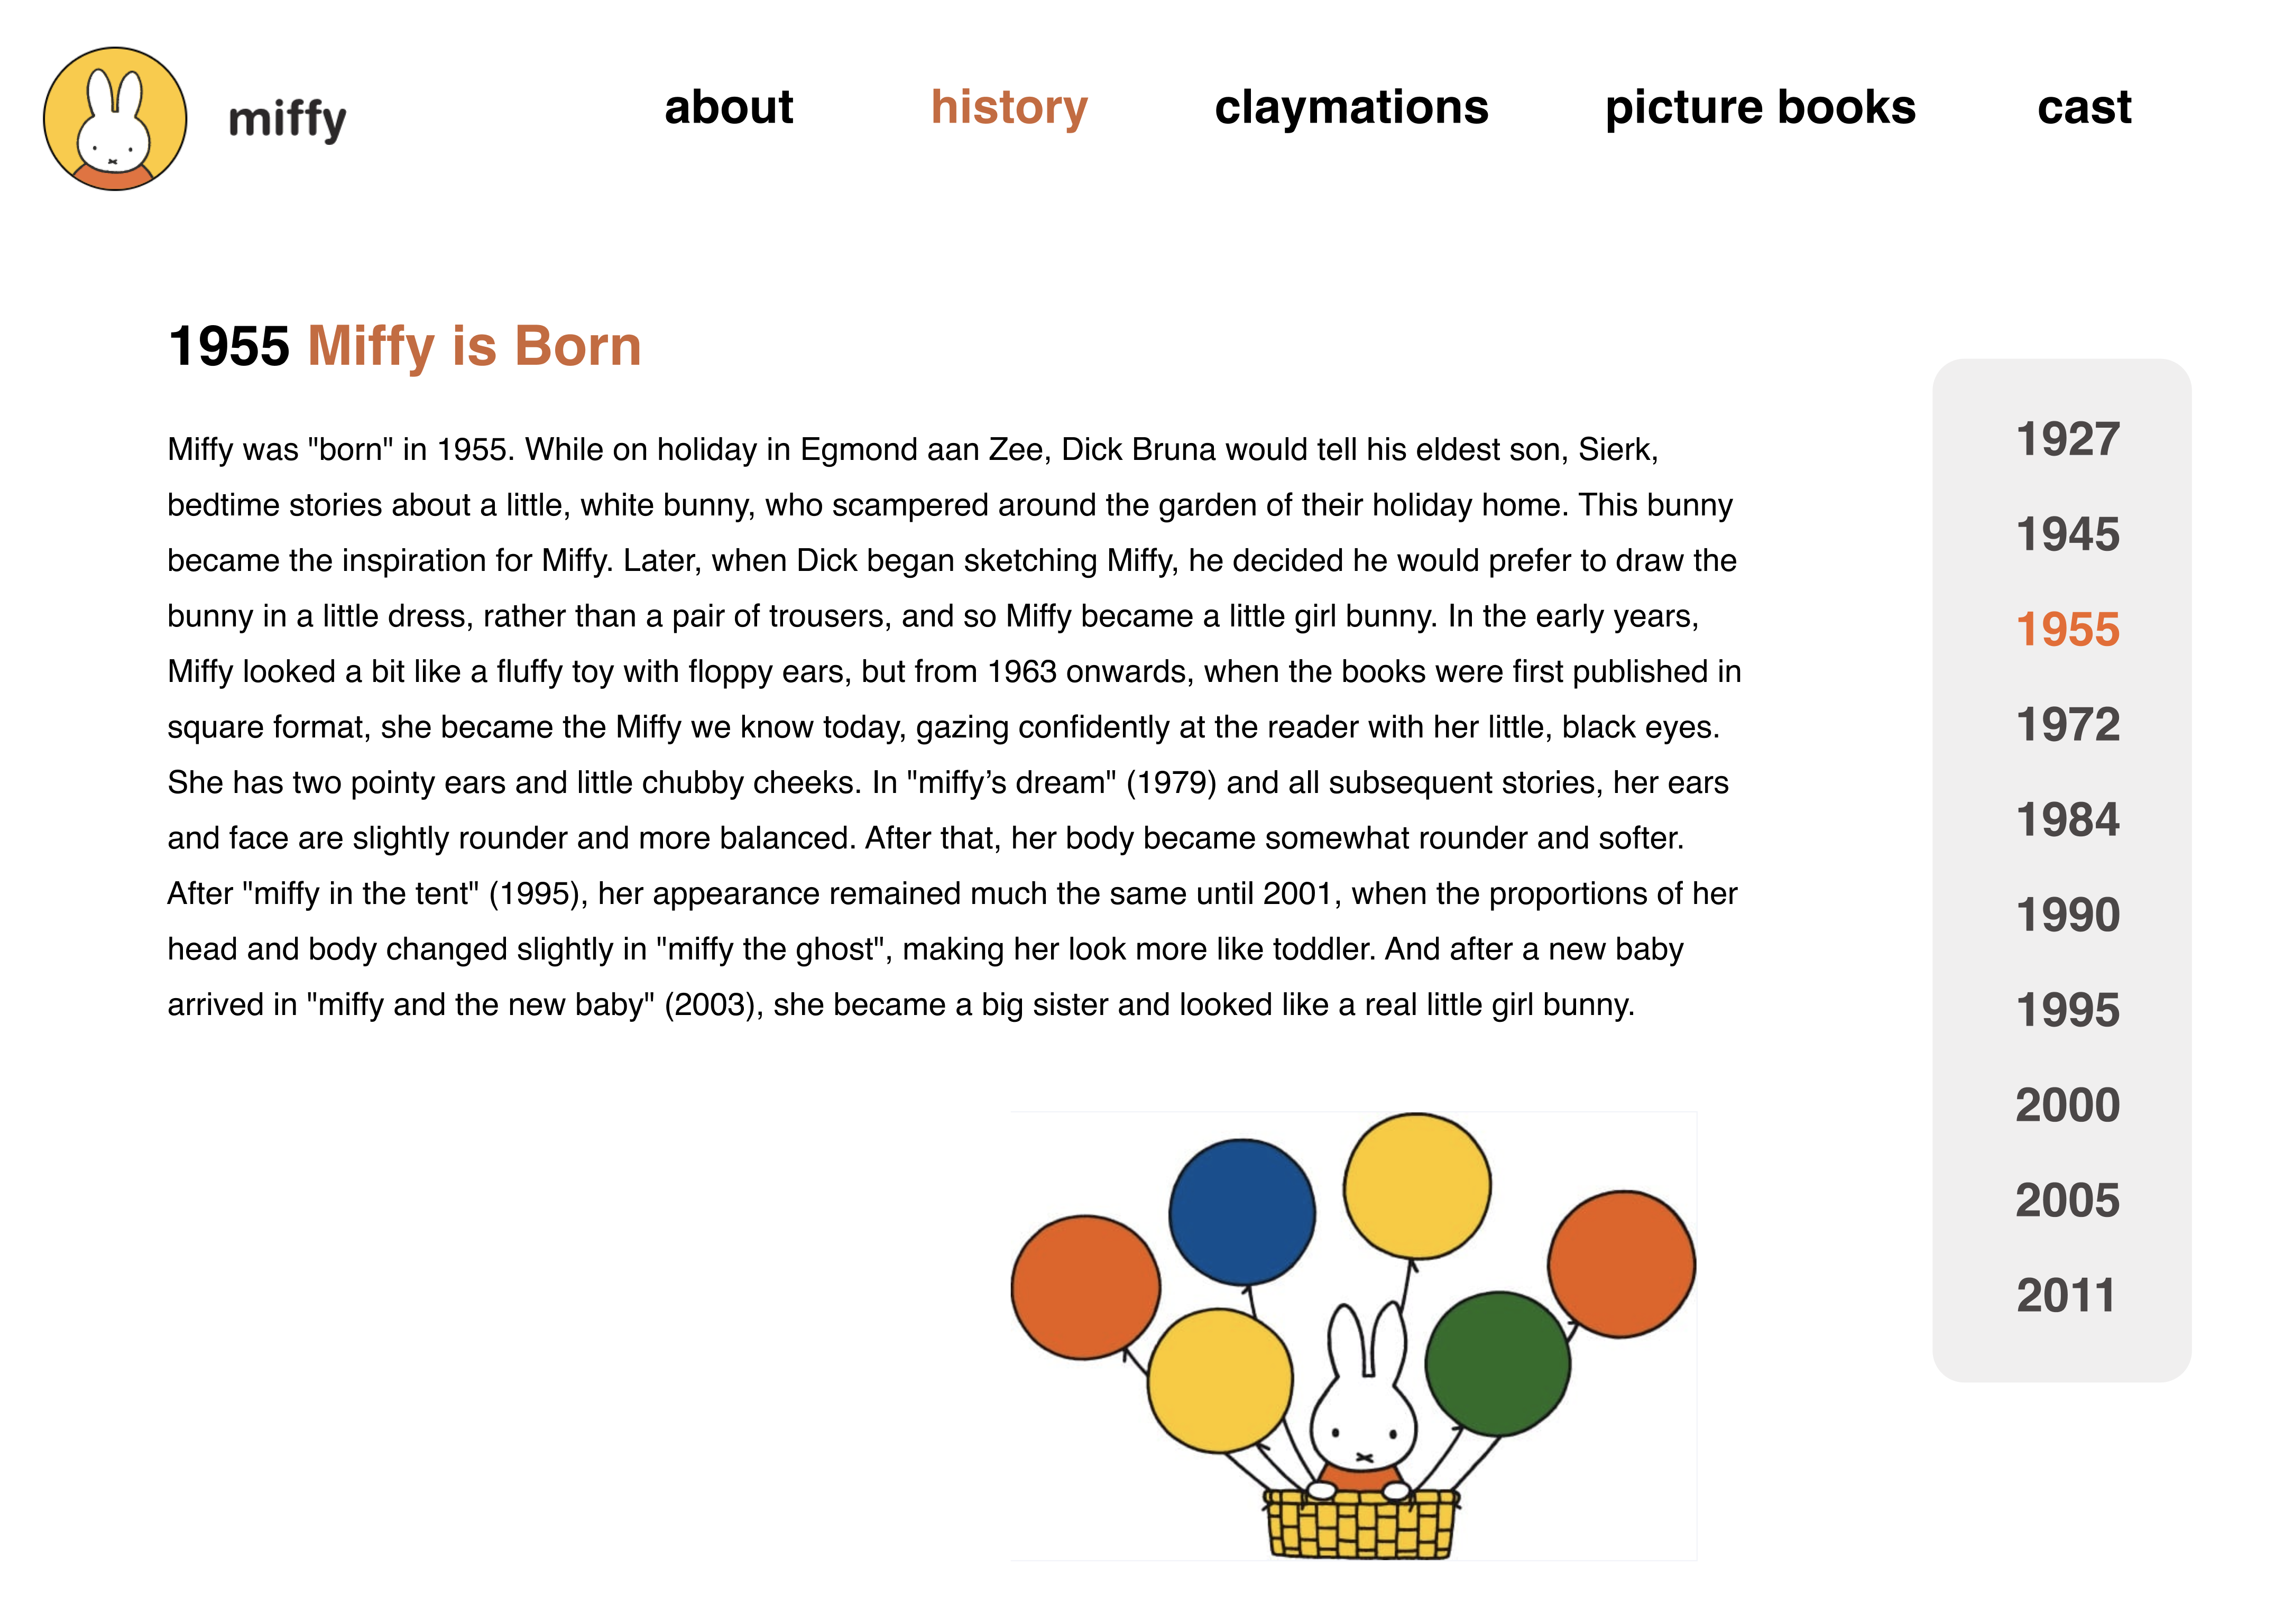 miffy
about
history
claymations
picture books
cast
1955 Miffy is Born
Miffy was "born" in 1955. While on holiday in Egmond aan Zee, Dick Bruna would tell his eldest son, Sierk,
bedtime stories about a little, white bunny, who scampered around the garden of their holiday home. This bunny
became the inspiration for Miffy. Later, when Dick began sketching Miffy, he decided he would prefer to draw the
bunny in a little dress, rather than a pair of trousers, and so Miffy became a little girl bunny. In the early years,
Miffy looked a bit like a fluffy toy with floppy ears, but from 1963 onwards, when the books were first published in
square format, she became the Miffy we know today, gazing confidently at the reader with her little, black eyes.
She has two pointy ears and little chubby cheeks. In "miffy’s dream" (1979) and all subsequent stories, her ears
and face are slightly rounder and more balanced. After that, her body became somewhat rounder and softer.
After "miffy in the tent" (1995), her appearance remained much the same until 2001, when the proportions of her
head and body changed slightly in "miffy the ghost", making her look more like toddler. And after a new baby
arrived in "miffy and the new baby" (2003), she became a big sister and looked like a real little girl bunny.
1927
1945
1955
1972
1984
1990
1995
2000
2005
2011